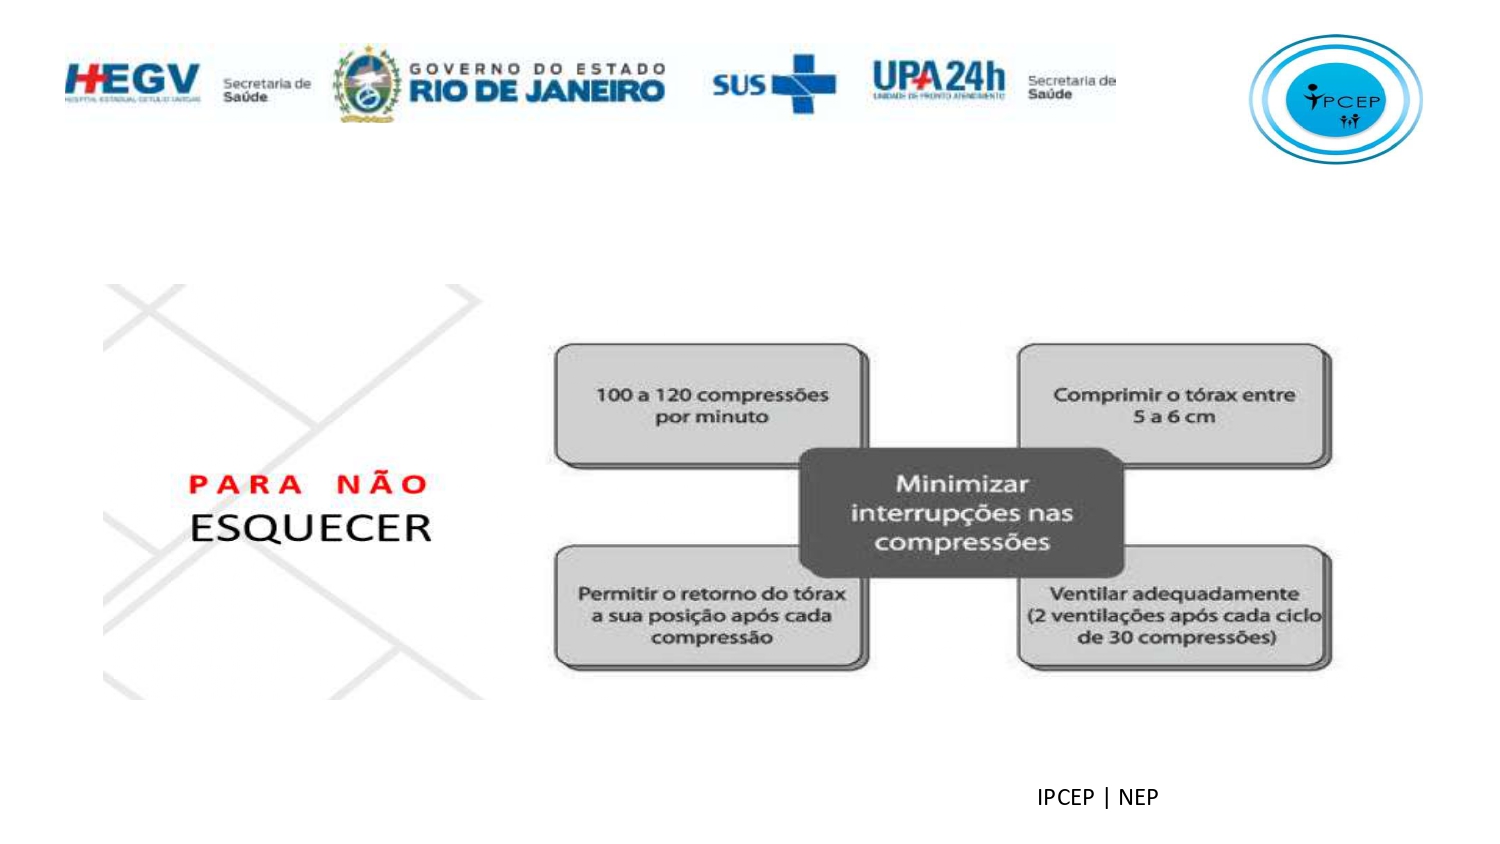 HEGV
HOSPITAL ESTADUAL GETÚLIO VARGAS
Secretaria de
Saúde
GOVERNO DO ESTADO
RIO DE JANEIRO
SUS
UPA24h
UNIDADE DE PRONTO ATENDIMENTO
Secretaria de
Saúde
IPCEP
100 a 120 compressões
por minuto
Comprimir o tórax entre
5 a 6 cm
PARA NÃO
ESQUECER
Minimizar
interrupções nas
compressões
Permitir o retorno do tórax
a sua posição após cada
compressão
Ventilar adequadamente
(2 ventilações após cada ciclo
de 30 compressões)
IPCEP | NEP